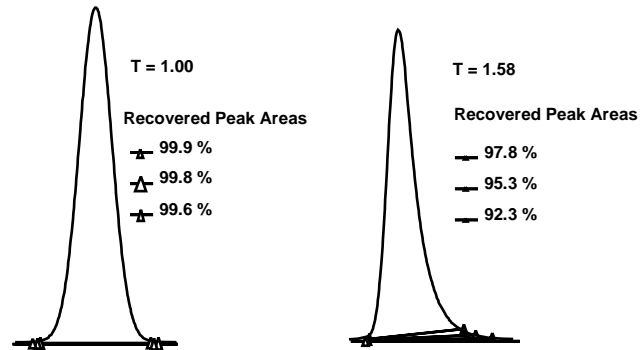 T = 1.00
Recovered Peak Areas
99.9 %
99.8 %
99.6 %
T = 1.58
Recovered Peak Areas
97.8 %
95.3 %
92.3 %